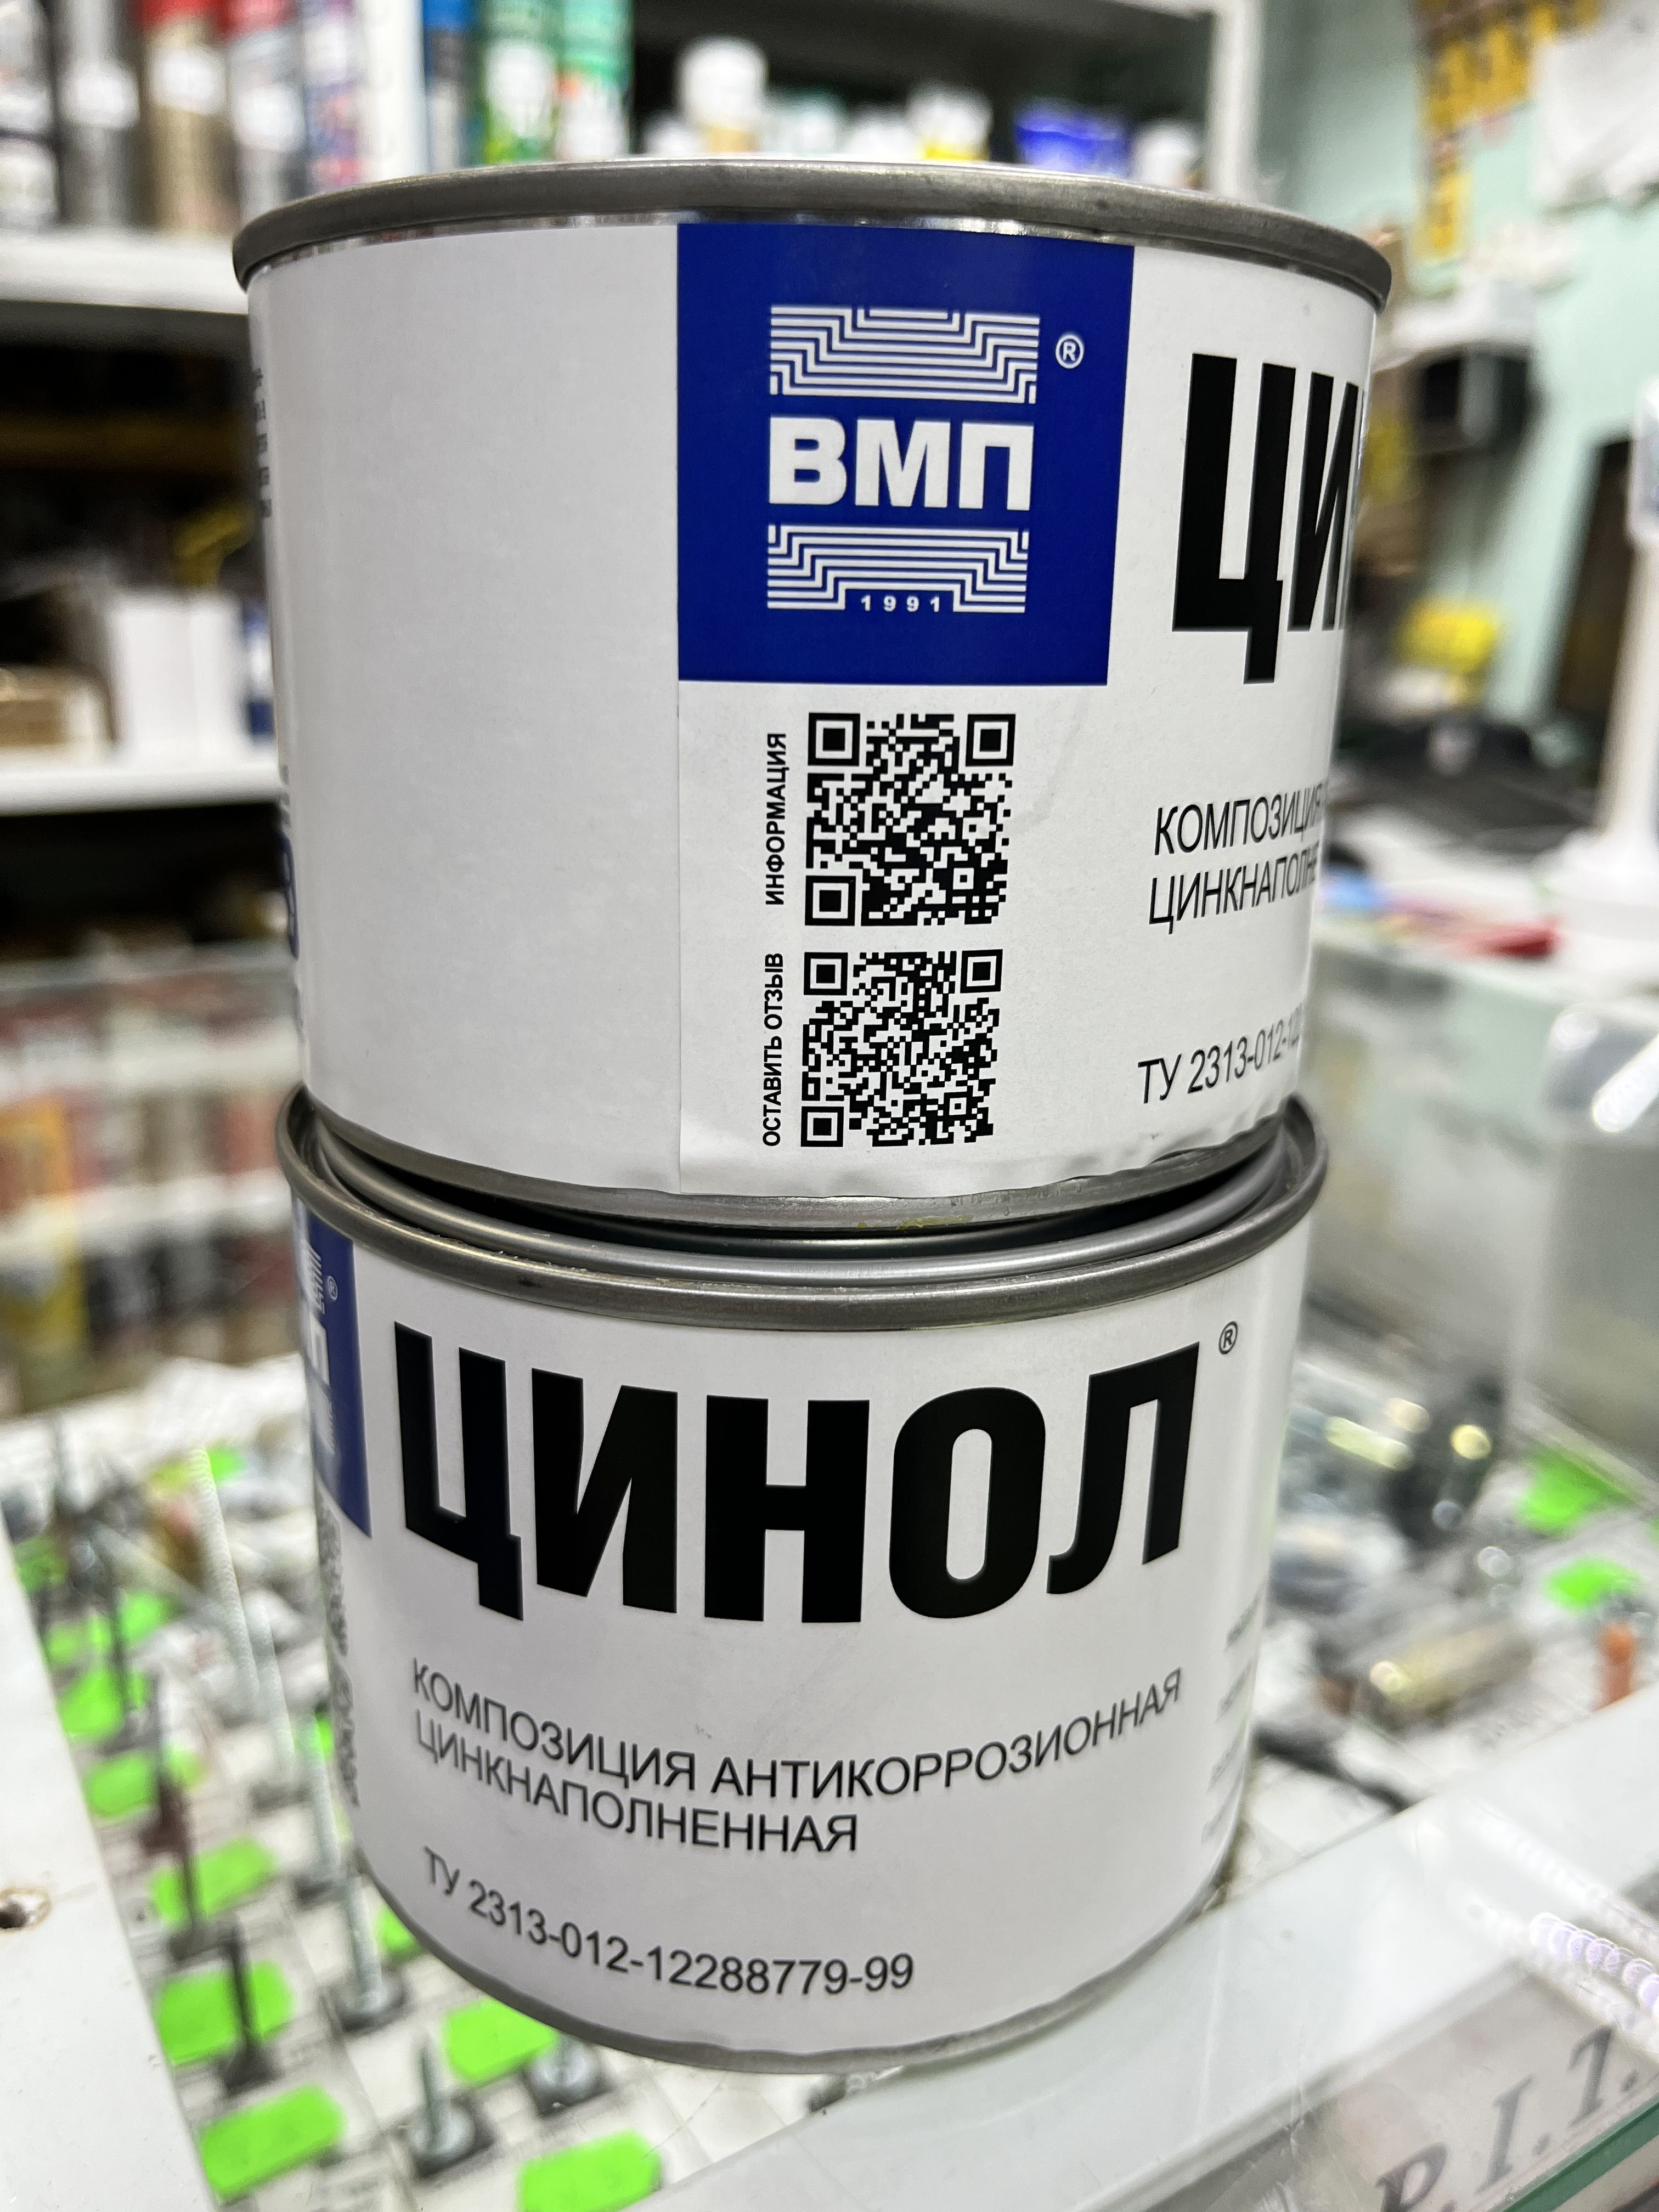 ВМП
®
1991
ЦИ
ИНФОРМАЦИЯ
ОСТАВИТЬ ОТЗЫВ
КОМПОЗИЦИЯ
ЦИНКНАПОЛНЕ
ТУ 2313-012-12
ЦИНОЛ®
КОМПОЗИЦИЯ АНТИКОРРОЗИОННАЯ
ЦИНКНАПОЛНЕННАЯ
ТУ 2313-012-12288779-99
P.I.T.